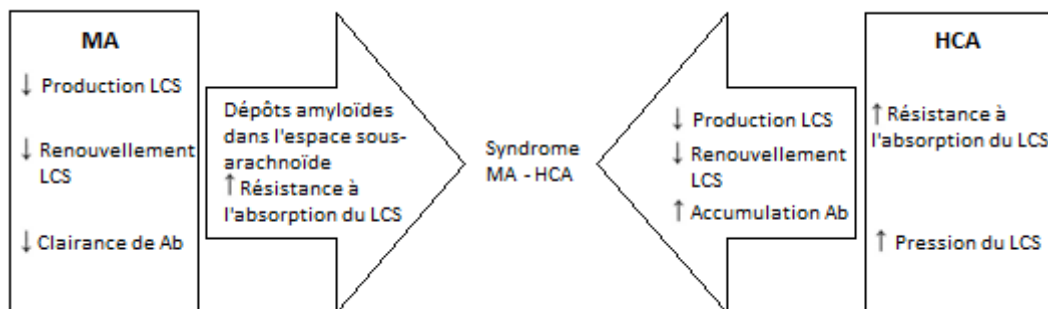 MA
↓ Production LCS
↓ Renouvellement
LCS
↓ Clairance de Ab
Dépôts amyloïdes
dans l'espace sous-
arachnoïde
↑ Résistance à
l'absorption du LCS
Syndrome
MA - HCA
↓ Production LCS
↓ Renouvellement
LCS
↑ Accumulation Ab
HCA
↑ Résistance à
l'absorption du LCS
↑ Pression du LCS